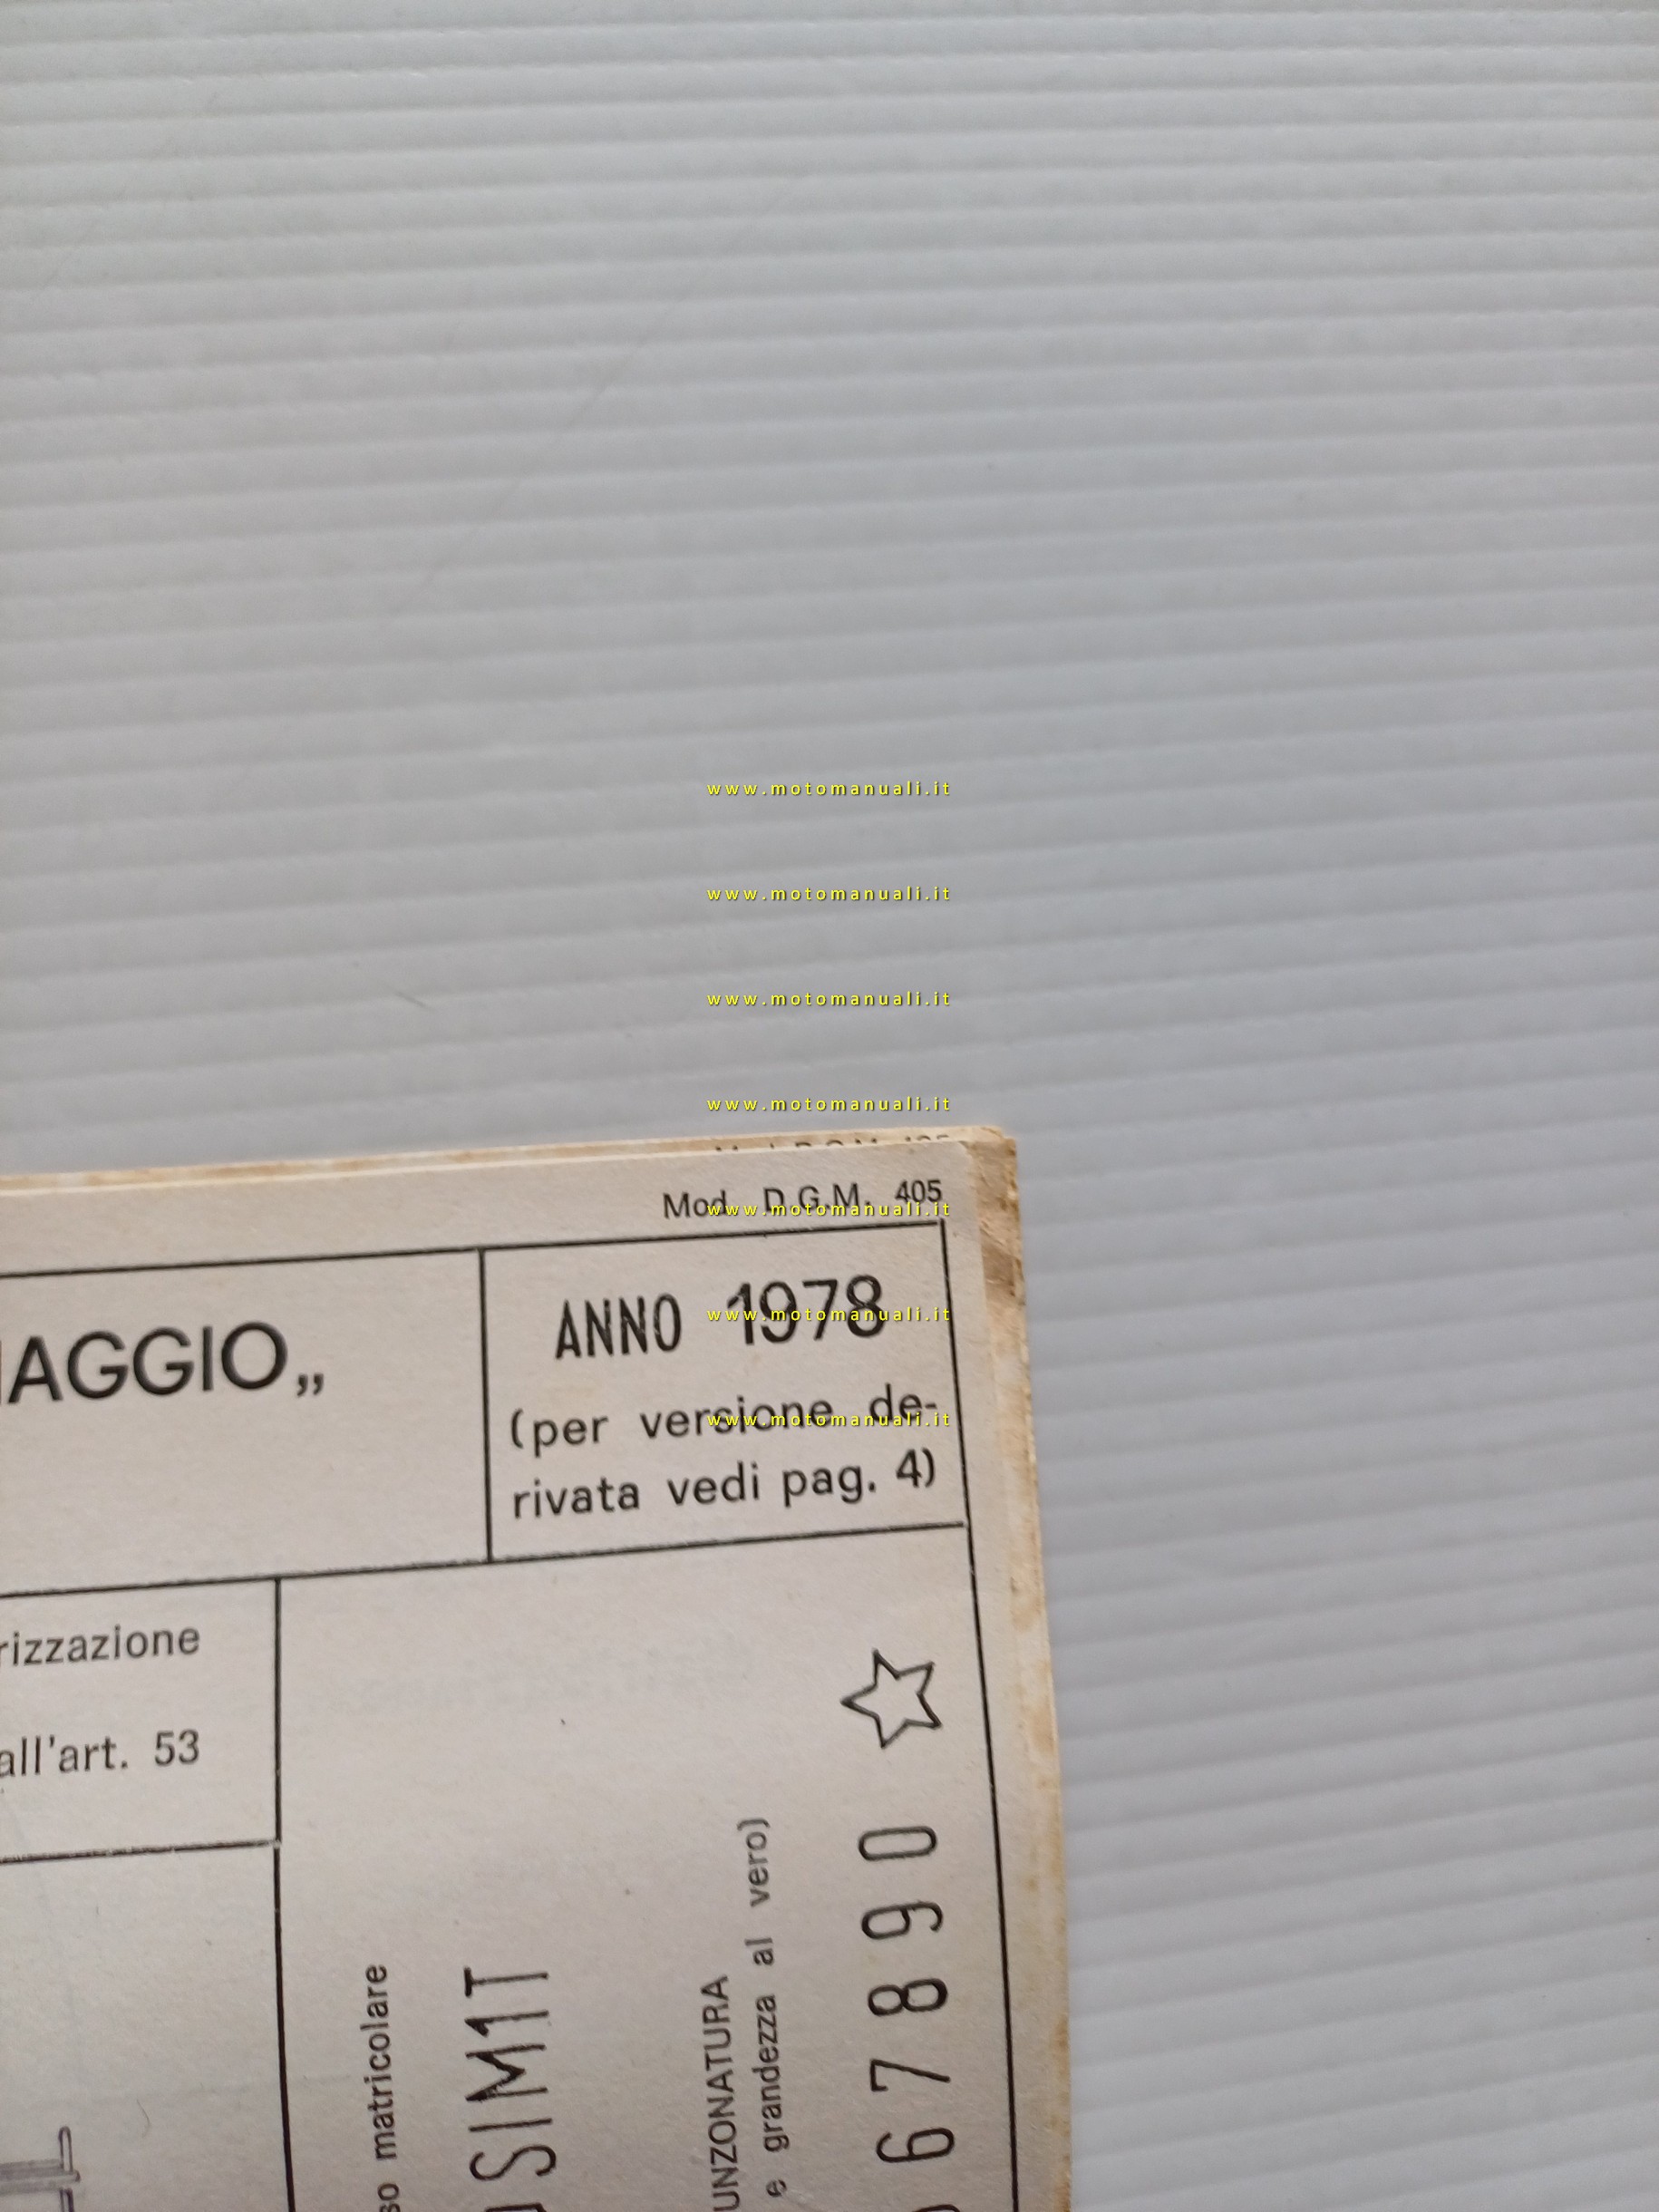 www.motomanuali.it
www.motomanuali.it
www.motomanuali.it
www.motomanuali.it
Mod. D.G.M. 405
www.motomanuali.it
AGGIO„
ANNO 1978
www.motomanuali.it
(per versione de-
www.motomanuali.it
rivata vedi pag. 4)
rizzazione
all'art. 53
so matricolare
SIM1T
UNZONATURA
e grandezza al vero)
67890